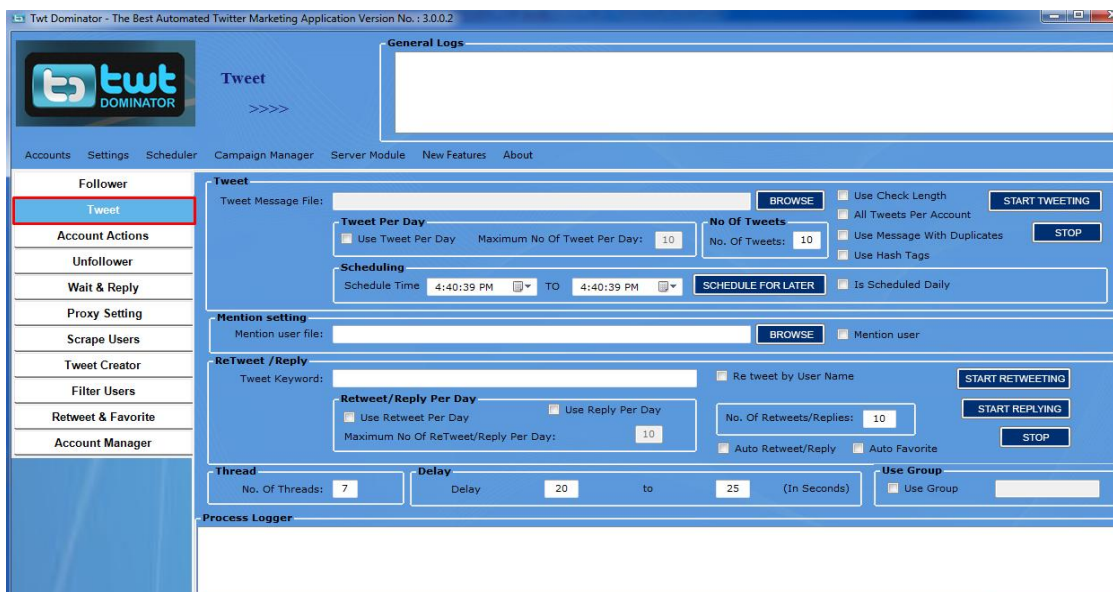 Twt Dominator - The Best Automated Twitter Marketing Application Version No. : 3.0.0.2
General Logs
twt
DOMINATOR
Tweet
>>>>
Accounts Settings Scheduler Campaign Manager Server Module New Features About
Follower
Tweet
Account Actions
Unfollower
Wait & Reply
Proxy Setting
Scrape Users
Tweet Creator
Filter Users
Retweet & Favorite
Account Manager
Tweet
Tweet Message File: BROWSE Use Check Length START TWEETING
All Tweets Per Account
Tweet Per Day No Of Tweets
Use Tweet Per Day Maximum No Of Tweet Per Day: 10 No. Of Tweets: 10 Use Message With Duplicates STOP
Use Hash Tags
Scheduling
Schedule Time 4:40:39 PM TO 4:40:39 PM SCHEDULE FOR LATER Is Scheduled Daily
Mention setting
Mention user file: BROWSE Mention user
ReTweet /Reply
Tweet Keyword: Re tweet by User Name START RETWEETING
Retweet/Reply Per Day
Use Retweet Per Day Use Reply Per Day No. Of Retweets/Replies: 10 START REPLYING
Maximum No Of ReTweet/Reply Per Day: 10 STOP
Auto Retweet/Reply Auto Favorite
Thread Delay Use Group
No. Of Threads: 7 Delay 20 to 25 (In Seconds) Use Group
Process Logger